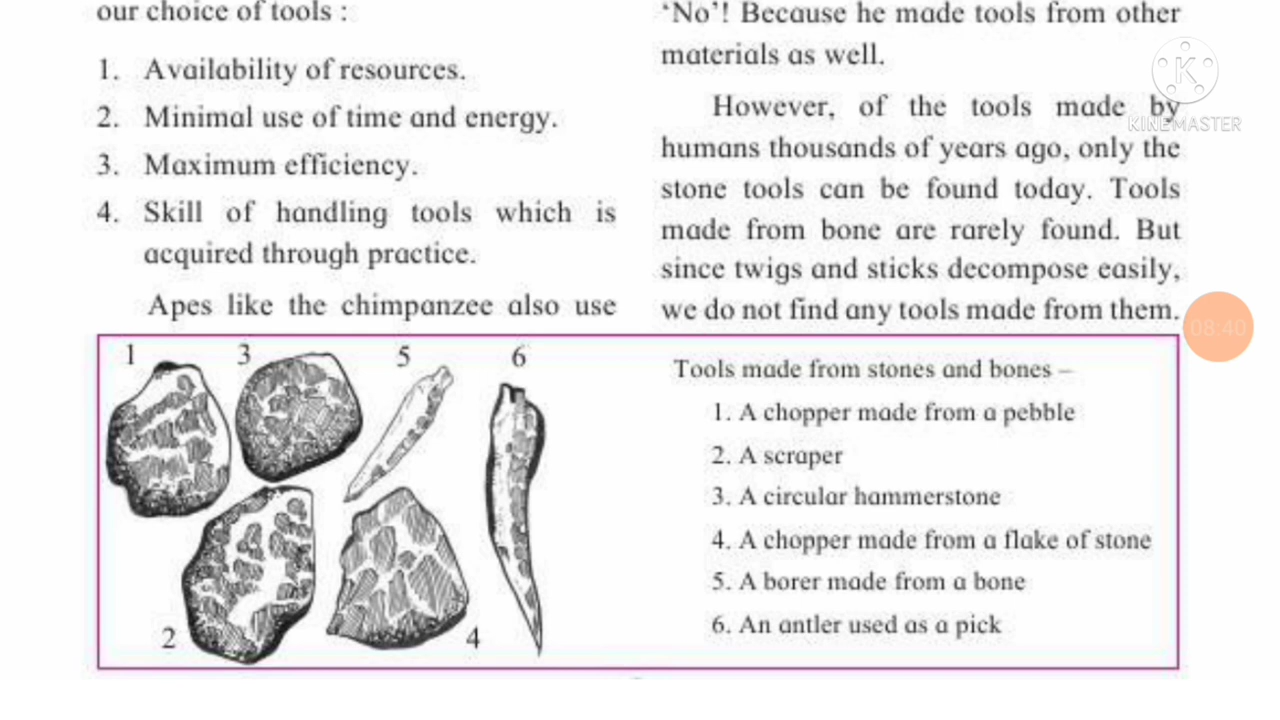 our choice of tools :
1. Availability of resources.
2. Minimal use of time and energy.
3. Maximum efficiency.
4. Skill of handling tools which is
acquired through practice.
Apes like the chimpanzee also use
‘No’! Because he made tools from other
materials as well.
However, of the tools made by
humans thousands of years ago, only the
stone tools can be found today. Tools
made from bone are rarely found. But
since twigs and sticks decompose easily,
we do not find any tools made from them.
K
KINEMASTER
08:40
1
3
5
6
2
4
Tools made from stones and bones –
1. A chopper made from a pebble
2. A scraper
3. A circular hammerstone
4. A chopper made from a flake of stone
5. A borer made from a bone
6. An antler used as a pick